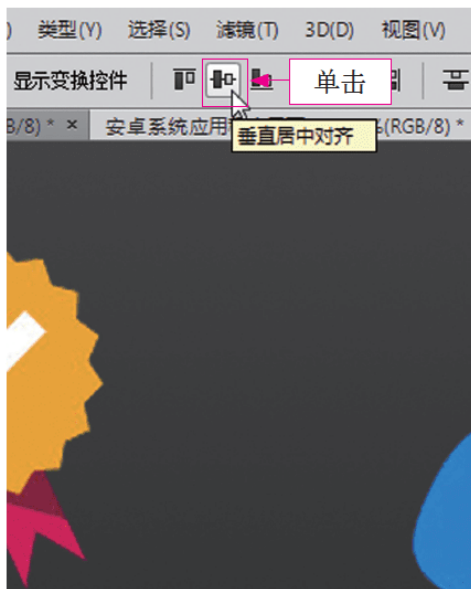 ) 类型(Y) 选择(S) 滤镜(T) 3D(D) 视图(V)
显示变换控件 单击
B/8) * × 安卓系统应用 %(RGB/8) *
垂直居中对齐